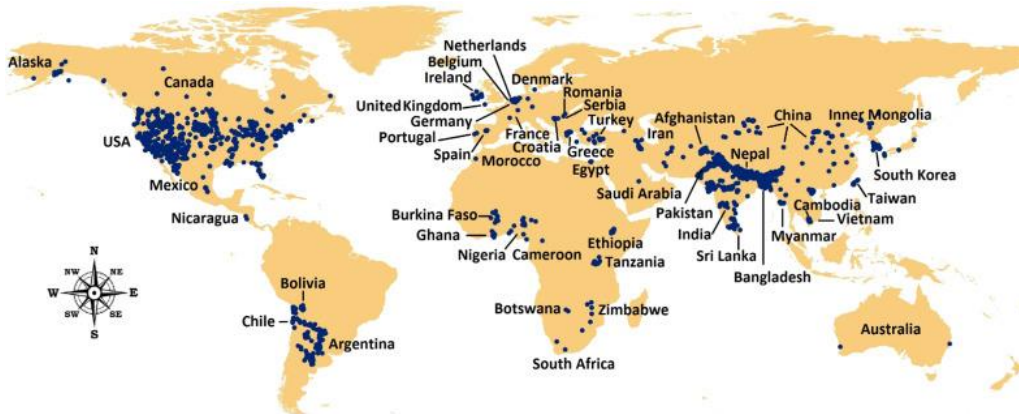 Netherlands
Belgium
Alaska
Ireland
Denmark
Canada
Romania
Serbia
United Kingdom
Turkey
Afghanistan
China
Inner Mongolia
Germany
Iran
USA
Portugal
France
Croatia
Greece
Nepal
Spain
Morocco
Egypt
South Korea
Mexico
Saudi Arabia
Taiwan
Nicaragua
Burkina Faso
Pakistan
Cambodia
Vietnam
Ghana
Ethiopia
India
Myanmar
Nigeria
Cameroon
Tanzania
Sri Lanka
Bangladesh
N
NW
NE
W
E
SW
SE
S
Bolivia
Botswana
Zimbabwe
Chile
Argentina
Australia
South Africa